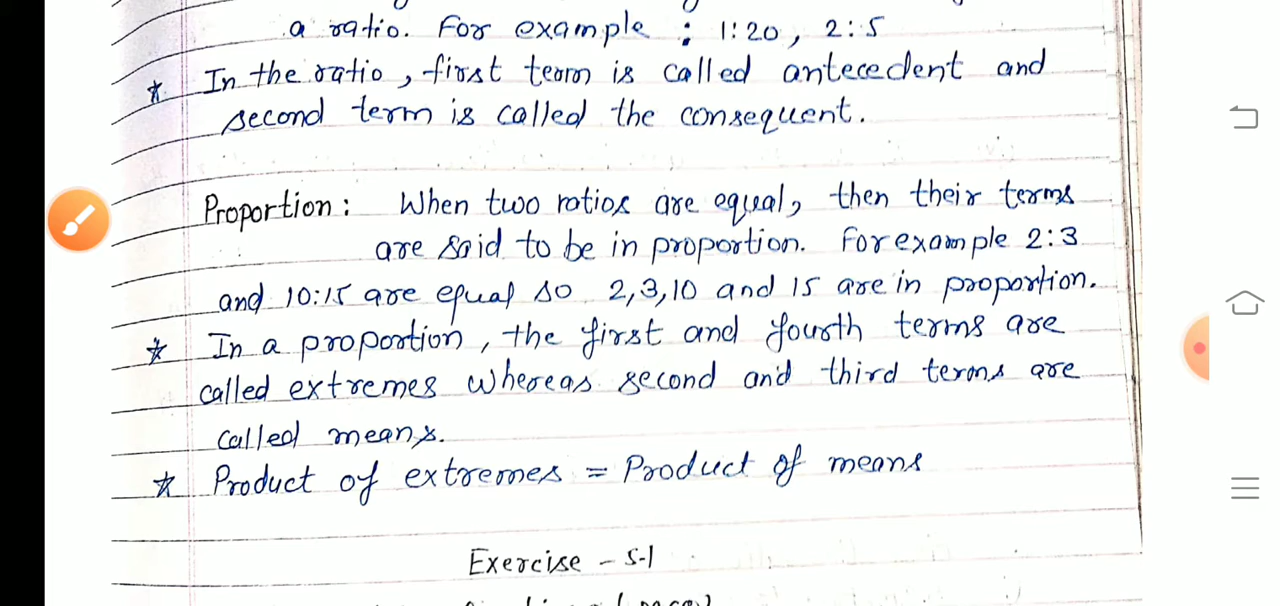 a ratio. For example : 1:20, 2:5
* In the ratio, first term is called antecedent and
second term is called the consequent.
Proportion: When two ratios are equal, then their terms
are said to be in proportion. For example 2:3
and 10:15 are equal so 2,3,10 and 15 are in proportion.
* In a proportion, the first and fourth terms are
called extremes whereas second and third terms are
called means.
* Product of extremes = Product of means
Exercise - 5.1